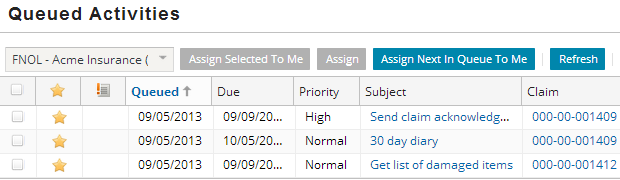 Queued Activities
FNOL - Acme Insurance ( Assign Selected To Me Assign Assign Next In Queue To Me Refresh
Queued ↑ Due Priority Subject Claim
09/05/2013 09/09/20... High Send claim acknowledg... 000-00-001409
09/05/2013 10/05/20... Normal 30 day diary 000-00-001409
09/05/2013 09/09/20... Normal Get list of damaged items 000-00-001412